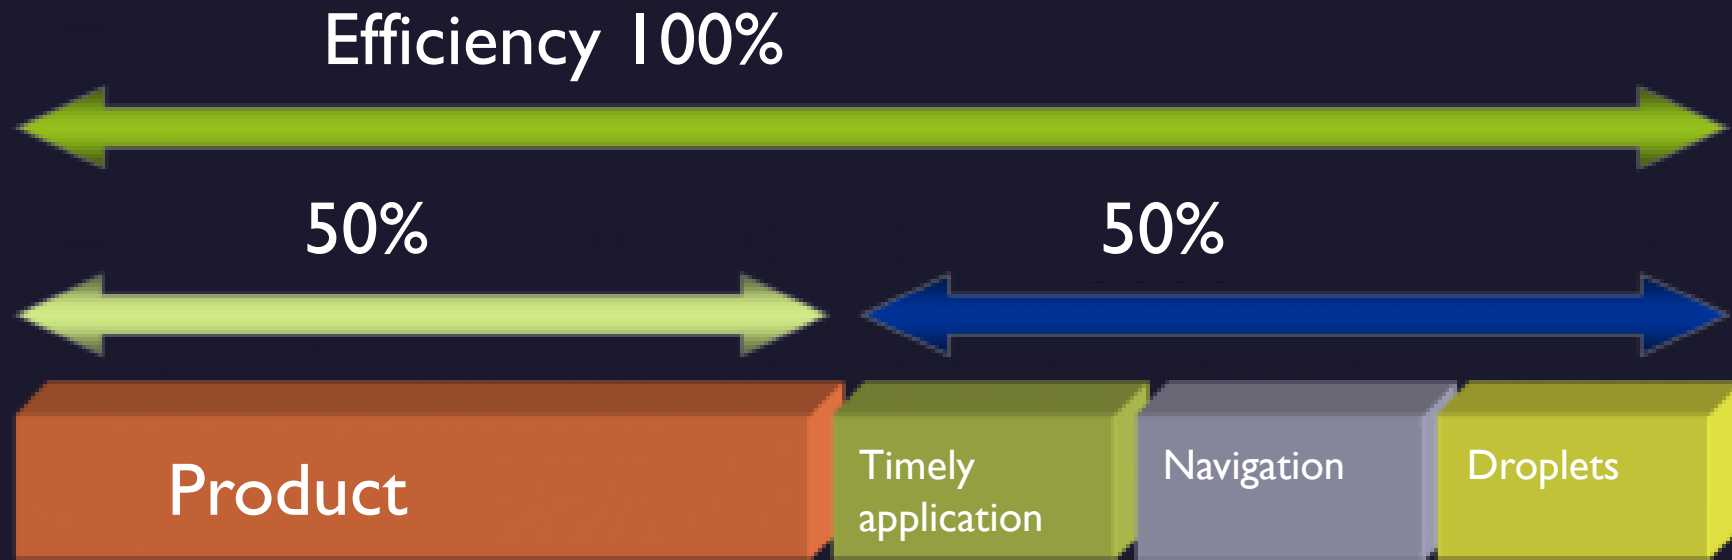 Efficiency 100%
50%
50%
Product
Timely
application
Navigation
Droplets